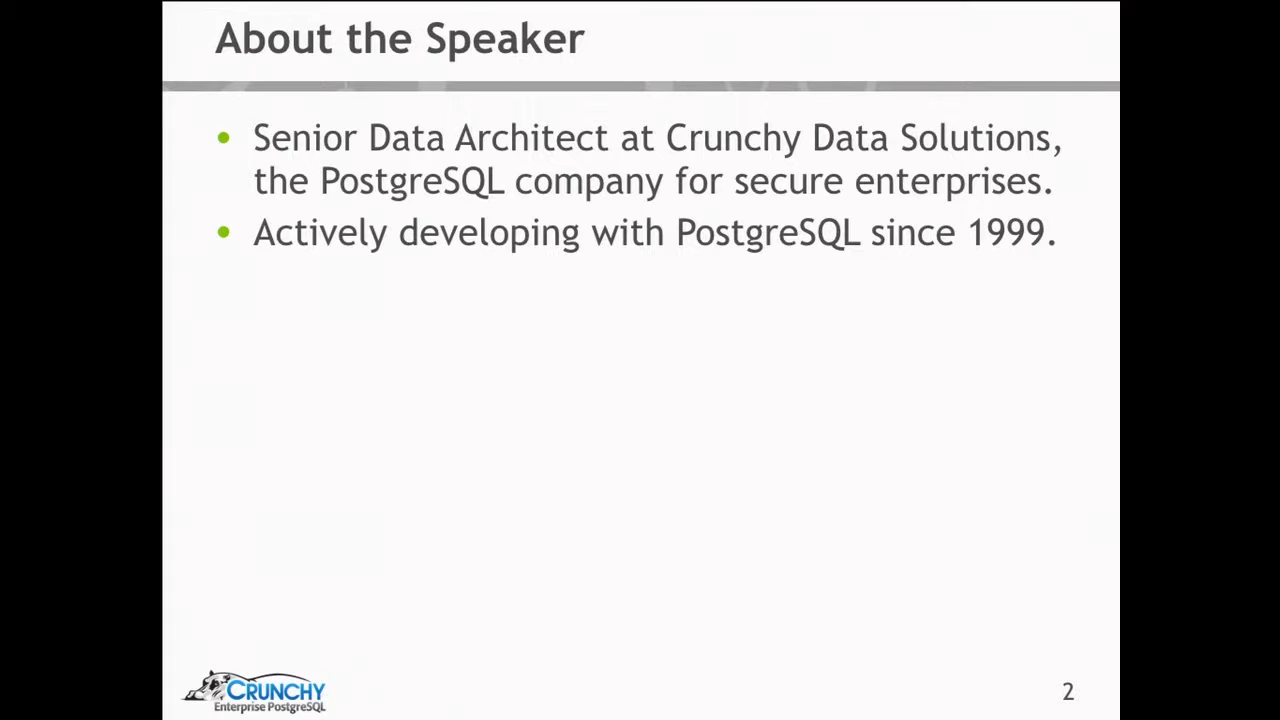 About the Speaker
• Senior Data Architect at Crunchy Data Solutions,
the PostgreSQL company for secure enterprises.
• Actively developing with PostgreSQL since 1999.
CRUNCHY
Enterprise PostgreSQL
2